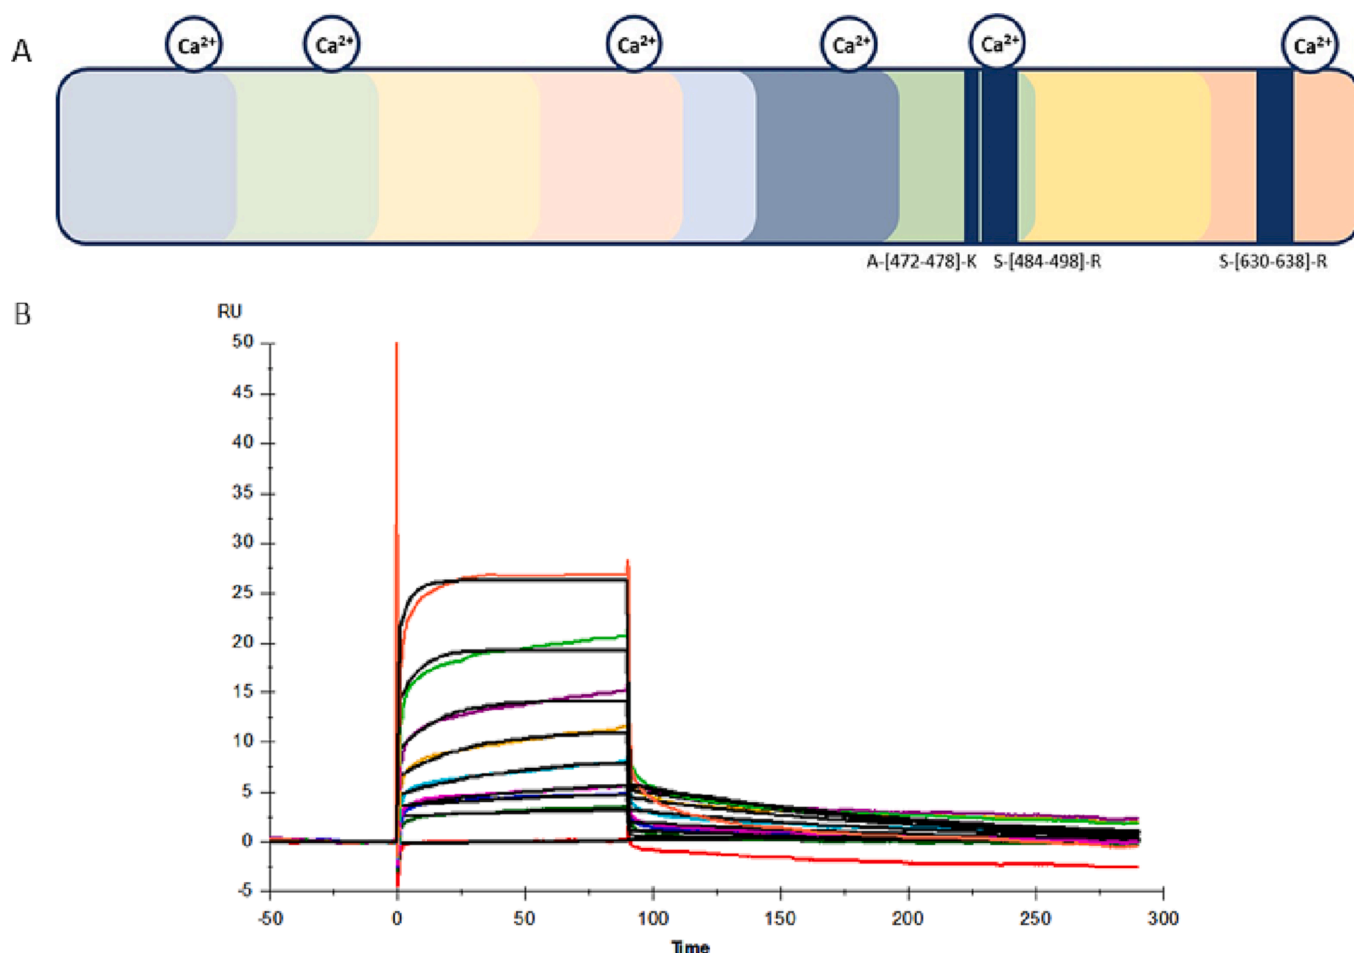 A
Ca²⁺ Ca²⁺ Ca²⁺ Ca²⁺ Ca²⁺ Ca²⁺
A-[472-478]-K S-[484-498]-R S-[630-638]-R
B
RU
50
45
40
35
30
25
20
15
10
5
0
-5
-50 0 50 100 150 200 250 300
Time